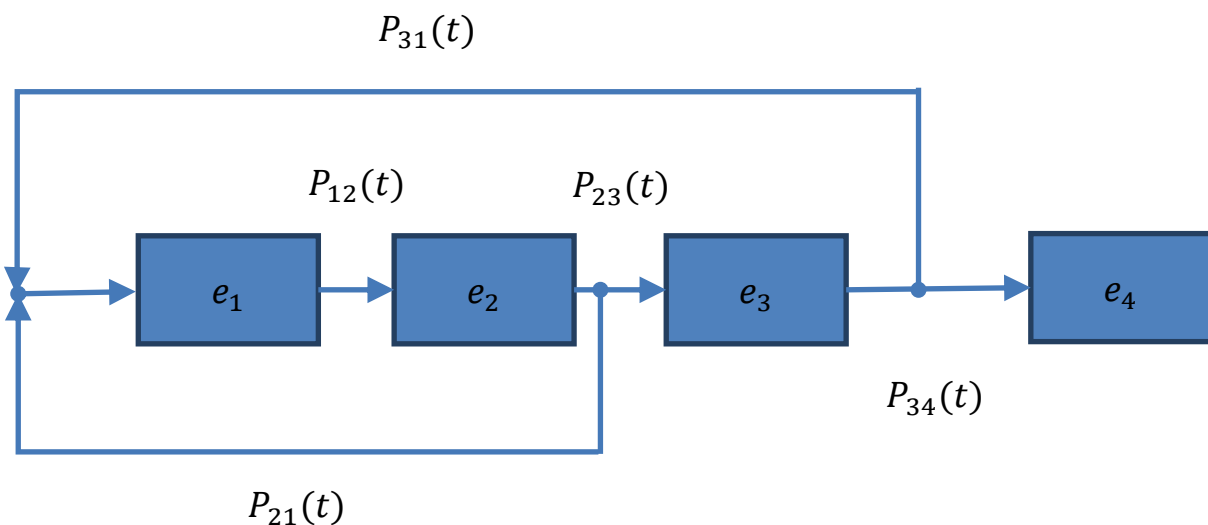 P₃₁(t)
P₁₂(t)
P₂₃(t)
e₁
e₂
e₃
e₄
P₃₄(t)
P₂₁(t)